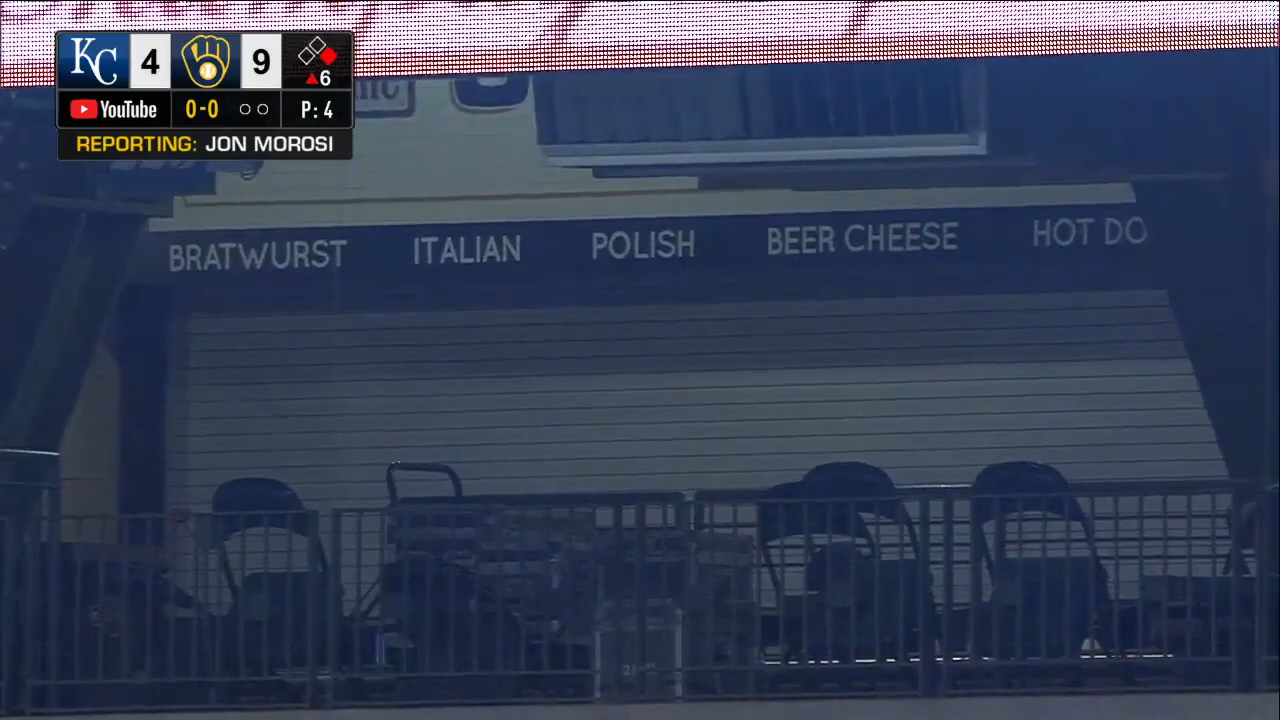 KC 4 9 6
YouTube 0-0 P: 4
REPORTING: JON MOROSI
BRATWURST ITALIAN POLISH BEER CHEESE HOT DO